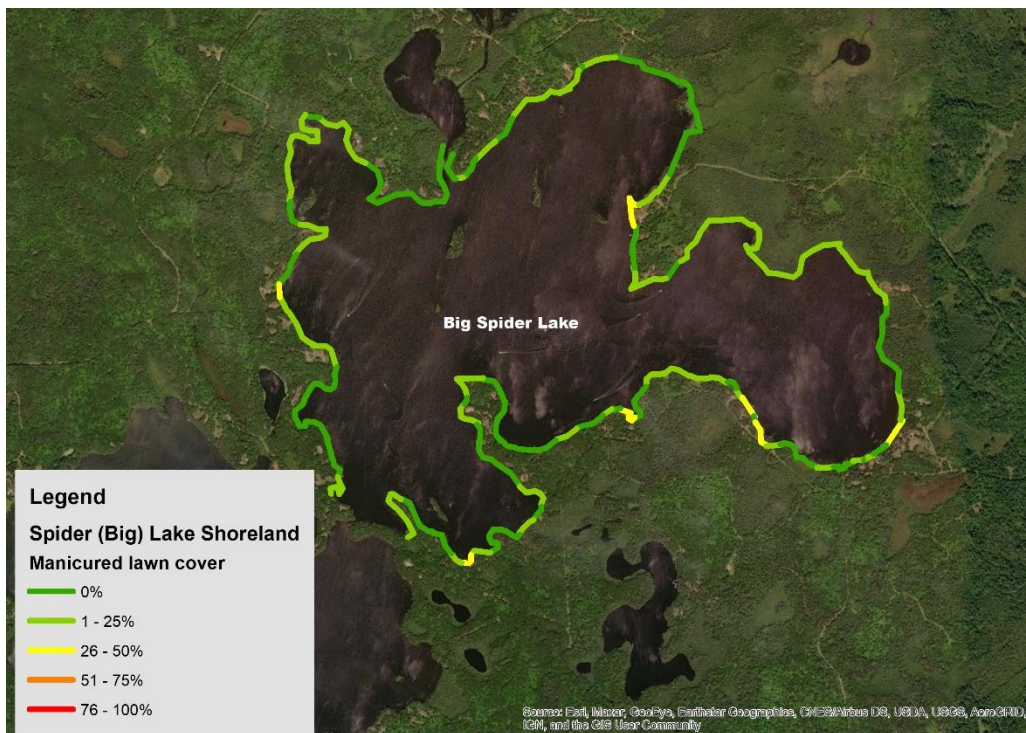 Big Spider Lake
Legend
Spider (Big) Lake Shoreland
Manicured lawn cover
0%
1 - 25%
26 - 50%
51 - 75%
76 - 100%
Source: Esri, Maxar, GeoEye, Earthstar Geographics, CNES/Airbus DS, USDA, USGS, AeroGRID,
IGN, and the GIS User Community